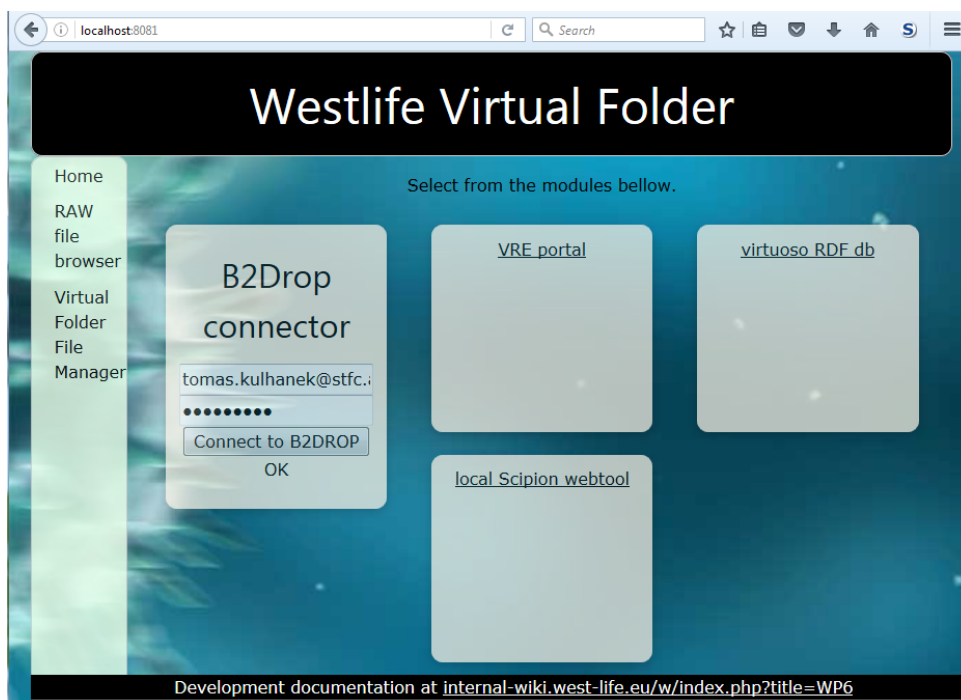 localhost:8081
Search
S
Westlife Virtual Folder
Home
RAW
file
browser
Virtual
Folder
File
Manager
Select from the modules bellow.
B2Drop
connector
tomas.kulhanek@stfc.a
•••••••••
Connect to B2DROP
OK
VRE portal
virtuoso RDF db
local Scipion webtool
Development documentation at internal-wiki.west-life.eu/w/index.php?title=WP6